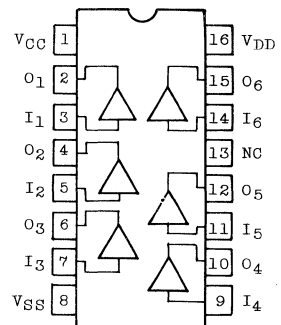 VCC 1 16 VDD
O1 2 15 O6
I1 3 14 I6
O2 4 13 NC
I2 5 12 O5
O3 6 11 I5
I3 7 10 O4
VSS 8 9 I4